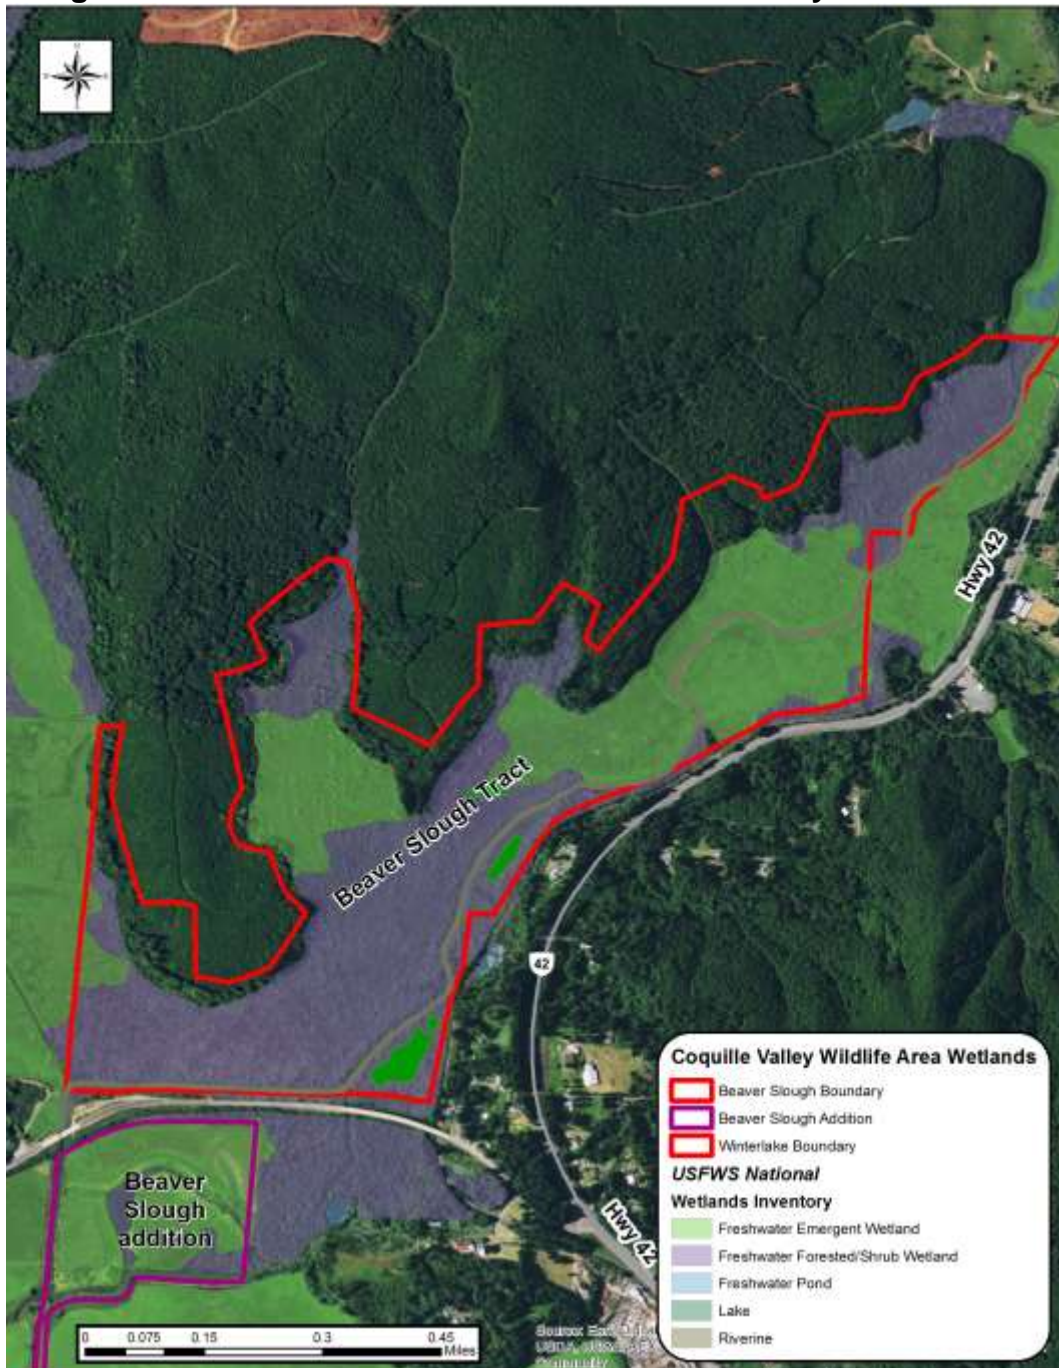 Hwy 42
Beaver Slough Tract
42
Hwy 42
Beaver
Slough
addition
Coquille Valley Wildlife Area Wetlands
Beaver Slough Boundary
Beaver Slough Addition
Winterlake Boundary
USFWS National
Wetlands Inventory
Freshwater Emergent Wetland
Freshwater Forested/Shrub Wetland
Freshwater Pond
Lake
Riverine
0 0.075 0.15 0.3 0.45
Miles